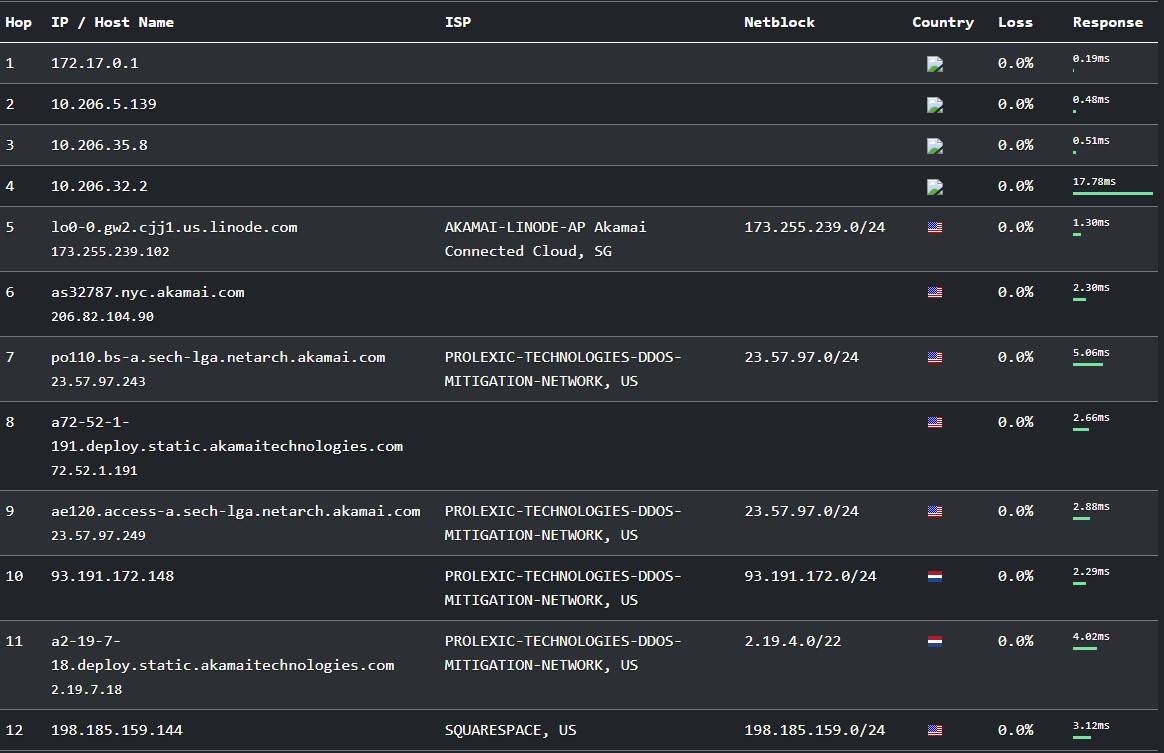 Hop IP / Host Name ISP Netblock Country Loss Response
1 172.17.0.1 0.0% 0.19ms
2 10.206.5.139 0.0% 0.48ms
3 10.206.35.8 0.0% 0.51ms
4 10.206.32.2 0.0% 17.78ms
5 lo0-0.gw2.cjj1.us.linode.com AKAMAI-LINODE-AP Akamai 173.255.239.0/24 0.0% 1.30ms
173.255.239.102 Connected Cloud, SG
6 as32787.nyc.akamai.com 0.0% 2.30ms
206.82.104.90
7 po110.bs-a.sech-lga.netarch.akamai.com PROLEXIC-TECHNOLOGIES-DDOS- 23.57.97.0/24 0.0% 5.06ms
23.57.97.243 MITIGATION-NETWORK, US
8 a72-52-1- 0.0% 2.66ms
191.deploy.static.akamaitechnologies.com
72.52.1.191
9 ae120.access-a.sech-lga.netarch.akamai.com PROLEXIC-TECHNOLOGIES-DDOS- 23.57.97.0/24 0.0% 2.88ms
23.57.97.249 MITIGATION-NETWORK, US
10 93.191.172.148 PROLEXIC-TECHNOLOGIES-DDOS- 93.191.172.0/24 0.0% 2.29ms
MITIGATION-NETWORK, US
11 a2-19-7- PROLEXIC-TECHNOLOGIES-DDOS- 2.19.4.0/22 0.0% 4.02ms
18.deploy.static.akamaitechnologies.com MITIGATION-NETWORK, US
2.19.7.18
12 198.185.159.144 SQUARESPACE, US 198.185.159.0/24 0.0% 3.12ms